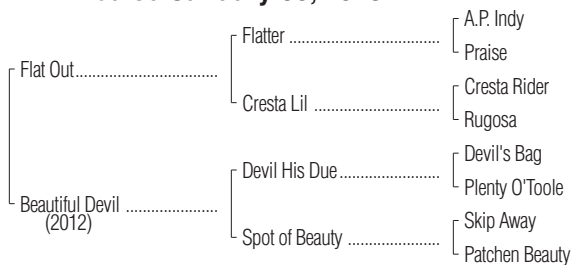 A.P. Indy
Flatter ..............................
Praise
Flat Out..................................
Cresta Rider
Cresta Lil ..............................
Rugosa
Devil's Bag
Devil His Due........................
Plenty O'Toole
Beautiful Devil ......................
(2012)
Skip Away
Spot of Beauty ......................
Patchen Beauty